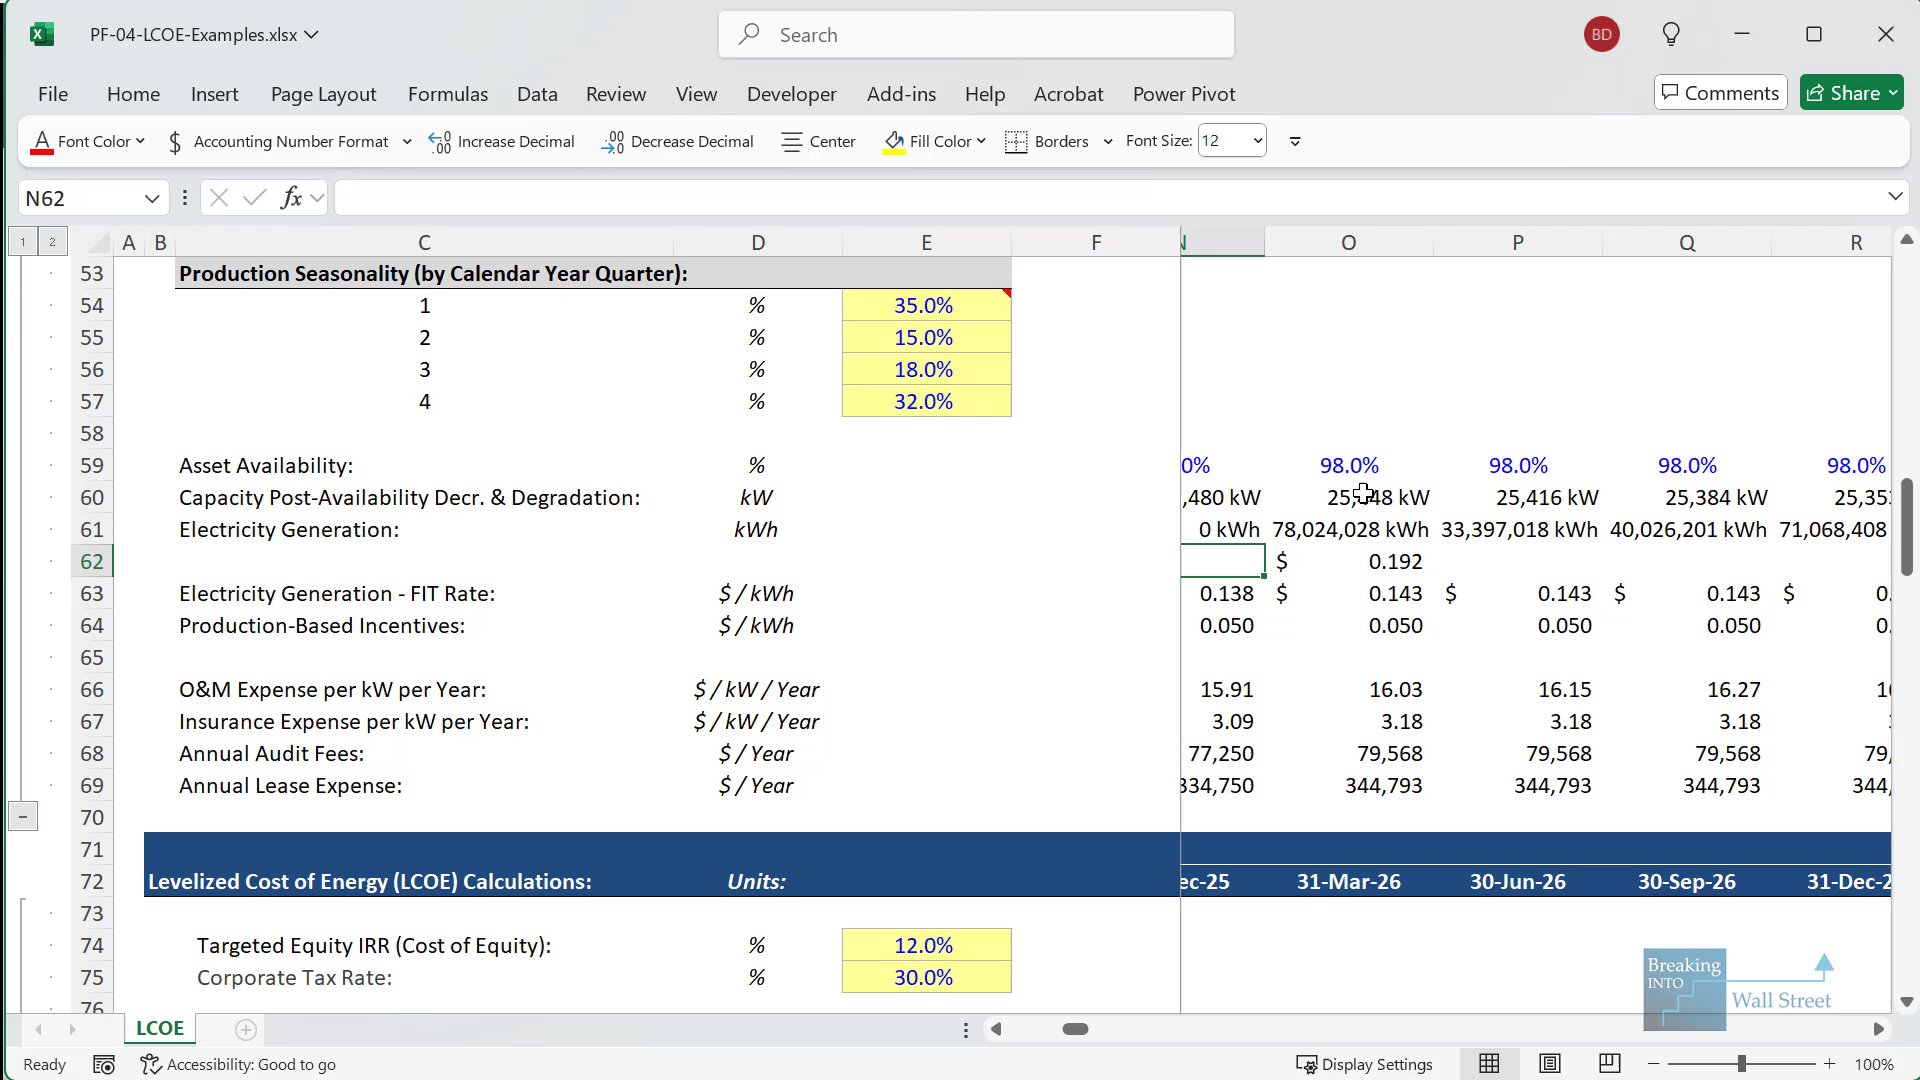 PF-04-LCOE-Examples.xlsx
Search
BD
File Home Insert Page Layout Formulas Data Review View Developer Add-ins Help Acrobat Power Pivot
Comments Share
Font Color $ Accounting Number Format Increase Decimal Decrease Decimal Center Fill Color Borders Font Size: 12
N62 fx
1 2 A B C D E F N O P Q R
53 Production Seasonality (by Calendar Year Quarter):
54 1 % 35.0%
55 2 % 15.0%
56 3 % 18.0%
57 4 % 32.0%
58
59 Asset Availability: % 0% 98.0% 98.0% 98.0% 98.0%
60 Capacity Post-Availability Decr. & Degradation: kW ,480 kW kW 25,416 kW 25,384 kW 25,353
61 Electricity Generation: kWh 0 kWh 78,024,028 kWh 33,397,018 kWh 40,026,201 kWh 71,068,408
62 $ 0.192
63 Electricity Generation - FIT Rate: $ / kWh 0.138 $ 0.143 $ 0.143 $ 0.143 $ 0.
64 Production-Based Incentives: $ / kWh 0.050 0.050 0.050 0.050 0.
65
66 O&M Expense per kW per Year: $ / kW / Year 15.91 16.03 16.15 16.27
67 Insurance Expense per kW per Year: $ / kW / Year 3.09 3.18 3.18 3.18
68 Annual Audit Fees: $ / Year 77,250 79,568 79,568 79,568 79,
69 Annual Lease Expense: $ / Year 334,750 344,793 344,793 344,793 344,
70
71
72 Levelized Cost of Energy (LCOE) Calculations: Units: ec-25 31-Mar-26 30-Jun-26 30-Sep-26 31-Dec-2
73
74 Targeted Equity IRR (Cost of Equity): % 12.0%
75 Corporate Tax Rate: % 30.0%
76
Breaking
INTO
Wall Street
LCOE
Ready Accessibility: Good to go Display Settings 100%